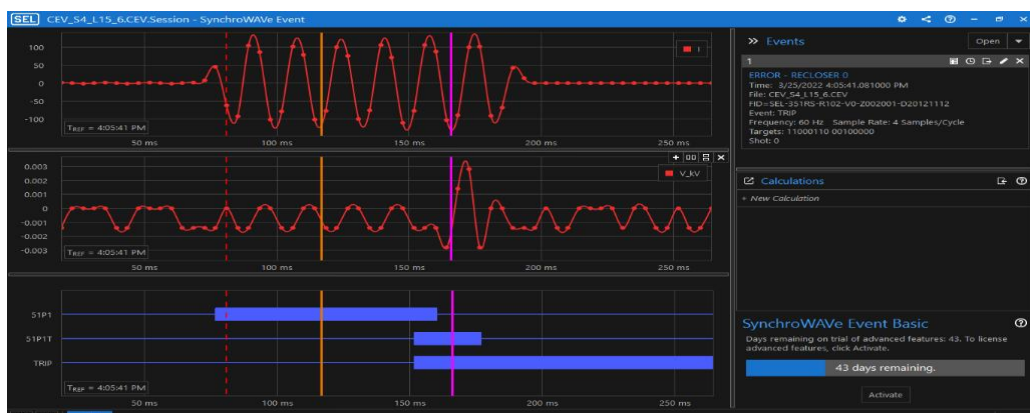 SEL CEV_S4_L15_6.CEV.Session - SynchroWAVe Event
100
50
0
-50
-100
I
TREF = 4:05:41 PM
50 ms 100 ms 150 ms 200 ms 250 ms
0.003
0.002
0.001
0
-0.001
-0.002
-0.003
V_kV
TREF = 4:05:41 PM
50 ms 100 ms 150 ms 200 ms 250 ms
51P1
51P1T
TRIP
TREF = 4:05:41 PM
50 ms 100 ms 150 ms 200 ms 250 ms
Events Open
1
ERROR - RECLOSER 0
Time: 3/25/2022 4:05:41.081000 PM
File: CEV_S4_L15_6.CEV
FID=SEL-351RS-R102-V0-Z002001-D20121112
Event: TRIP
Frequency: 60 Hz Sample Rate: 4 Samples/Cycle
Targets: 11000110 00100000
Shot: 0
Calculations
+ New Calculation
SynchroWAVe Event Basic
Days remaining on trial of advanced features: 43. To license
advanced features, click Activate.
43 days remaining.
Activate